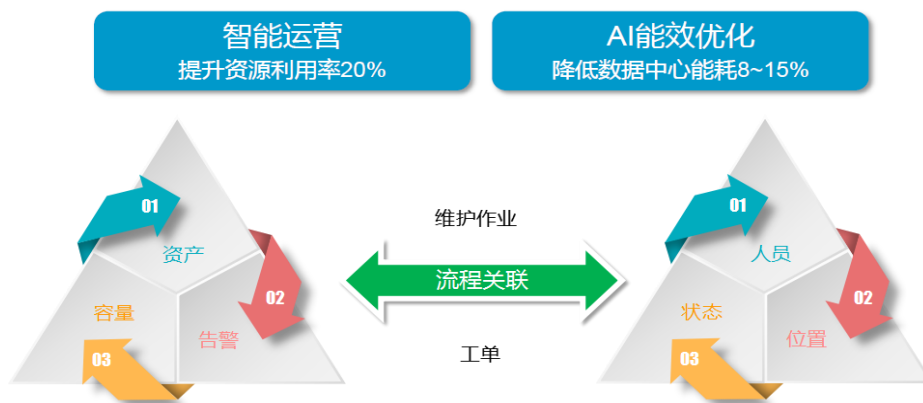 智能运营
提升资源利用率20%
AI能效优化
降低数据中心能耗8~15%
01
资产
02
告警
03
容量
维护作业
流程关联
工单
01
人员
02
位置
03
状态